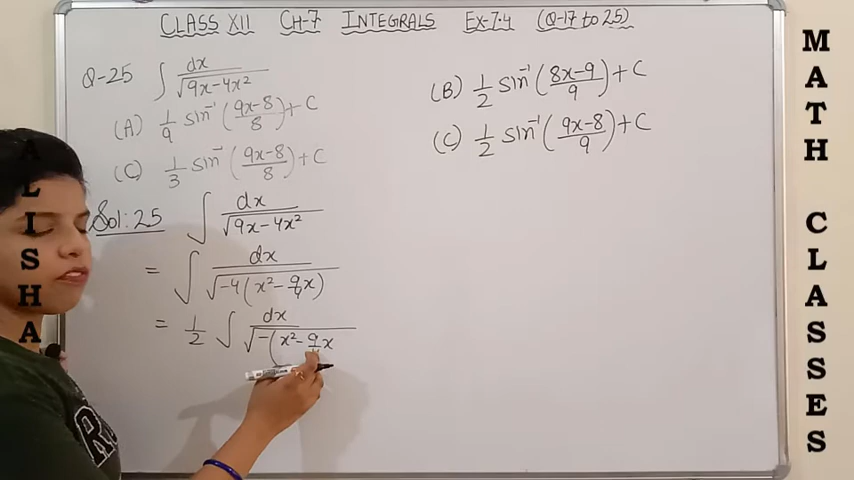 CLASS XII CH-7 INTEGRALS EX-7.4 (Q-17 to 25)
Q-25 ∫ dx/√(9x-4x²)
(A) 1/9 sin⁻¹ ((9x-8)/8) + C
(B) 1/2 sin⁻¹ ((8x-9)/9) + C
(C) 1/3 sin⁻¹ ((9x-8)/8) + C
(C) 1/2 sin⁻¹ ((9x-8)/9) + C
Sol: 25 ∫ dx/√(9x-4x²)
= ∫ dx/√(-4(x² - 9/4 x))
= 1/2 ∫ dx/√(-(x² - 9/4 x
ALISHA
MATH CLASSES